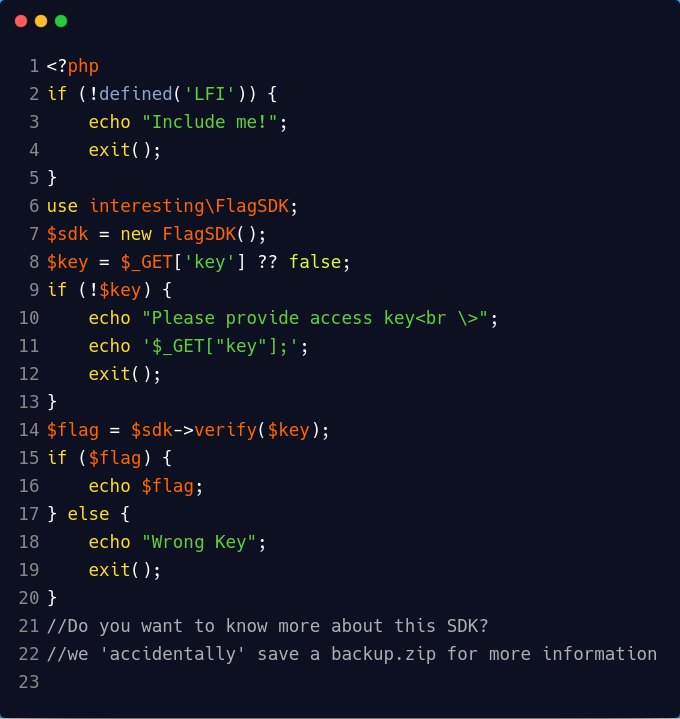 1 <?php
2 if (!defined('LFI')) {
3     echo "Include me!";
4     exit();
5 }
6 use interesting\FlagSDK;
7 $sdk = new FlagSDK();
8 $key = $_GET['key'] ?? false;
9 if (!$key) {
10     echo "Please provide access key<br \>";
11     echo '$_GET["key"];';
12     exit();
13 }
14 $flag = $sdk->verify($key);
15 if ($flag) {
16     echo $flag;
17 } else {
18     echo "Wrong Key";
19     exit();
20 }
21 //Do you want to know more about this SDK?
22 //we 'accidentally' save a backup.zip for more information
23